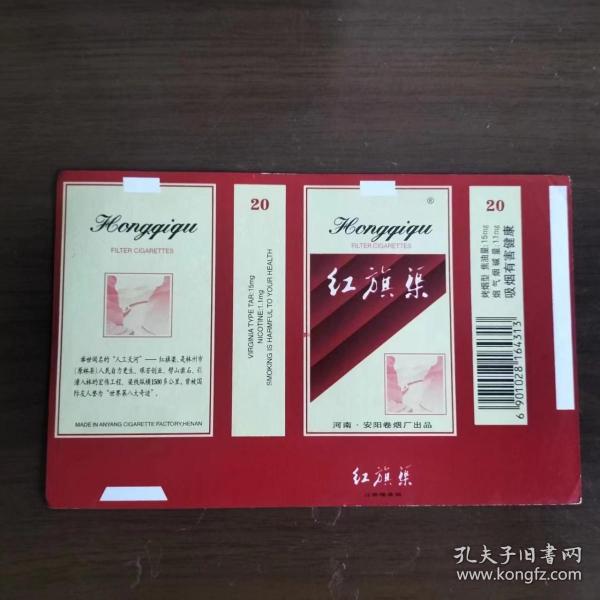 Hongqiqu
FILTER CIGARETTES
举世闻名的“人工天河”——红旗渠,是林州市
(原林县)人民自力更生、艰苦创业、劈山凿石、引
漳入林的宏伟工程。渠线纵横1500多公里,曾被国
际友人誉为“世界第八大奇迹”。
MADE IN ANYANG CIGARETTE FACTORY,HENAN
20
VIRGINIA TYPE TAR:15mg
NICOTINE:1.1mg
SMOKING IS HARMFUL TO YOUR HEALTH
®
Hongqiqu
FILTER CIGARETTES
红旗渠
河南·安阳卷烟厂出品
20
烤烟型 焦油量:15mg
烟气烟碱量:1.1mg
吸烟有害健康
6 901028 164313
红旗渠
孔夫子旧书网
www.kongfz.com